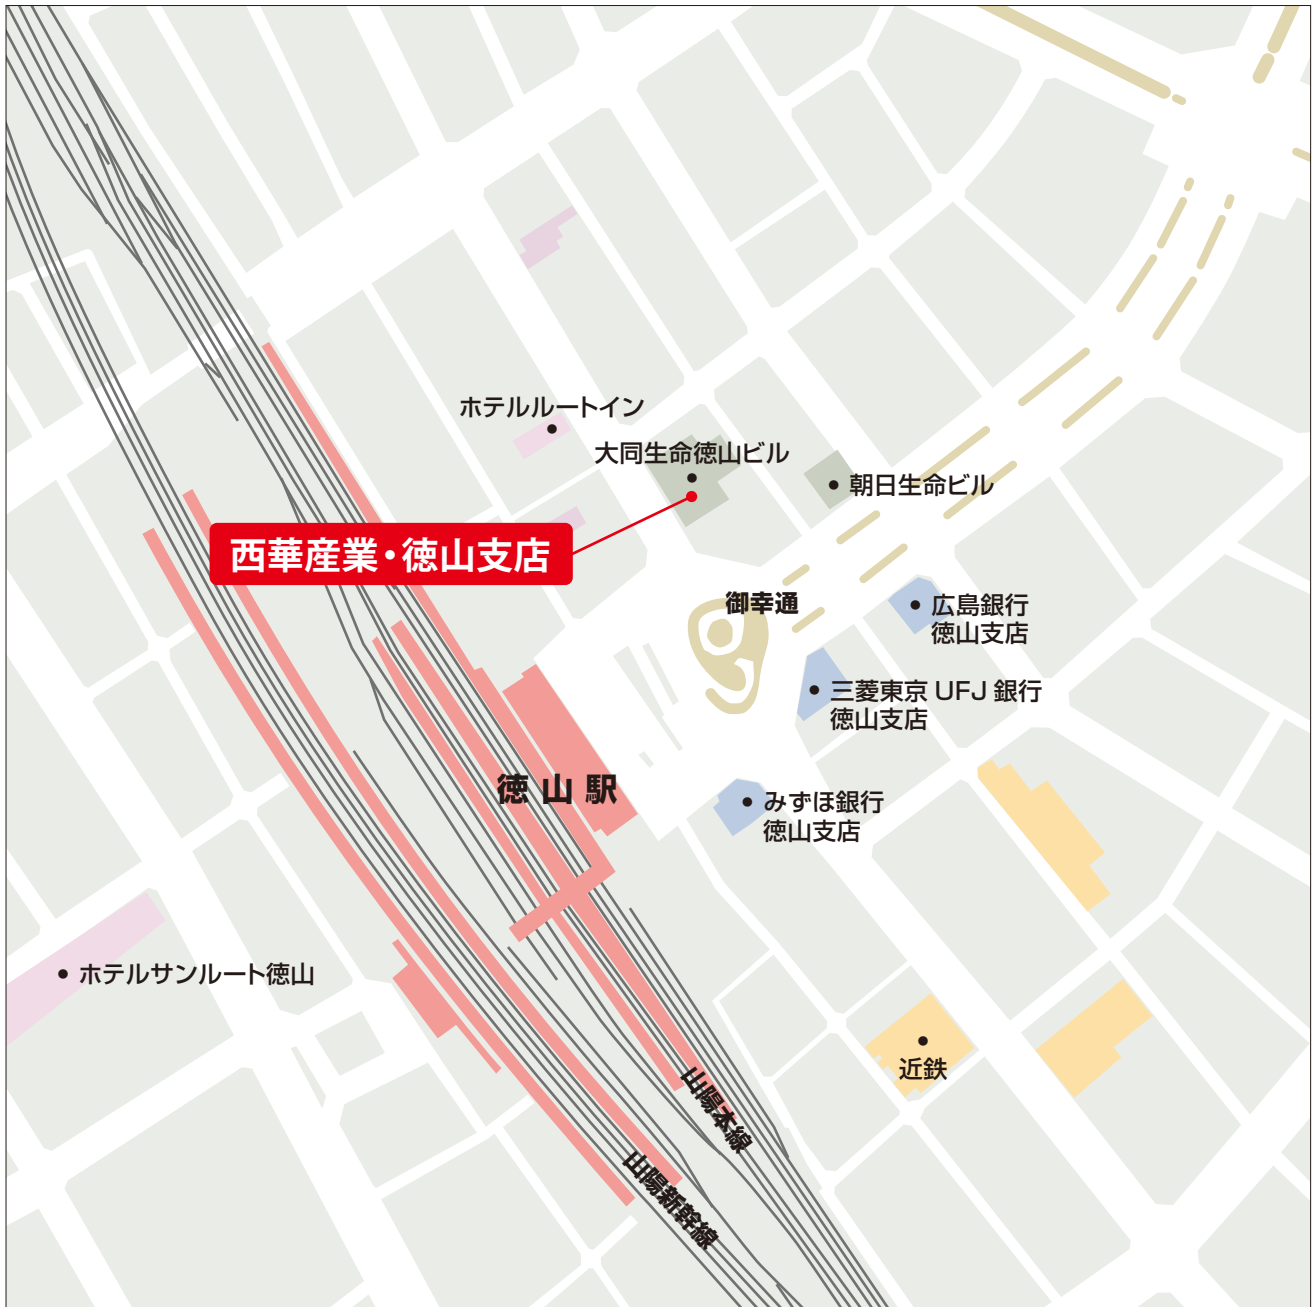 ホテルルートイン
大同生命徳山ビル
朝日生命ビル
西華産業・徳山支店
御幸通
広島銀行
徳山支店
三菱東京 UFJ 銀行
徳山支店
徳山駅
みずほ銀行
徳山支店
ホテルサンルート徳山
近鉄
山陽本線
山陽新幹線